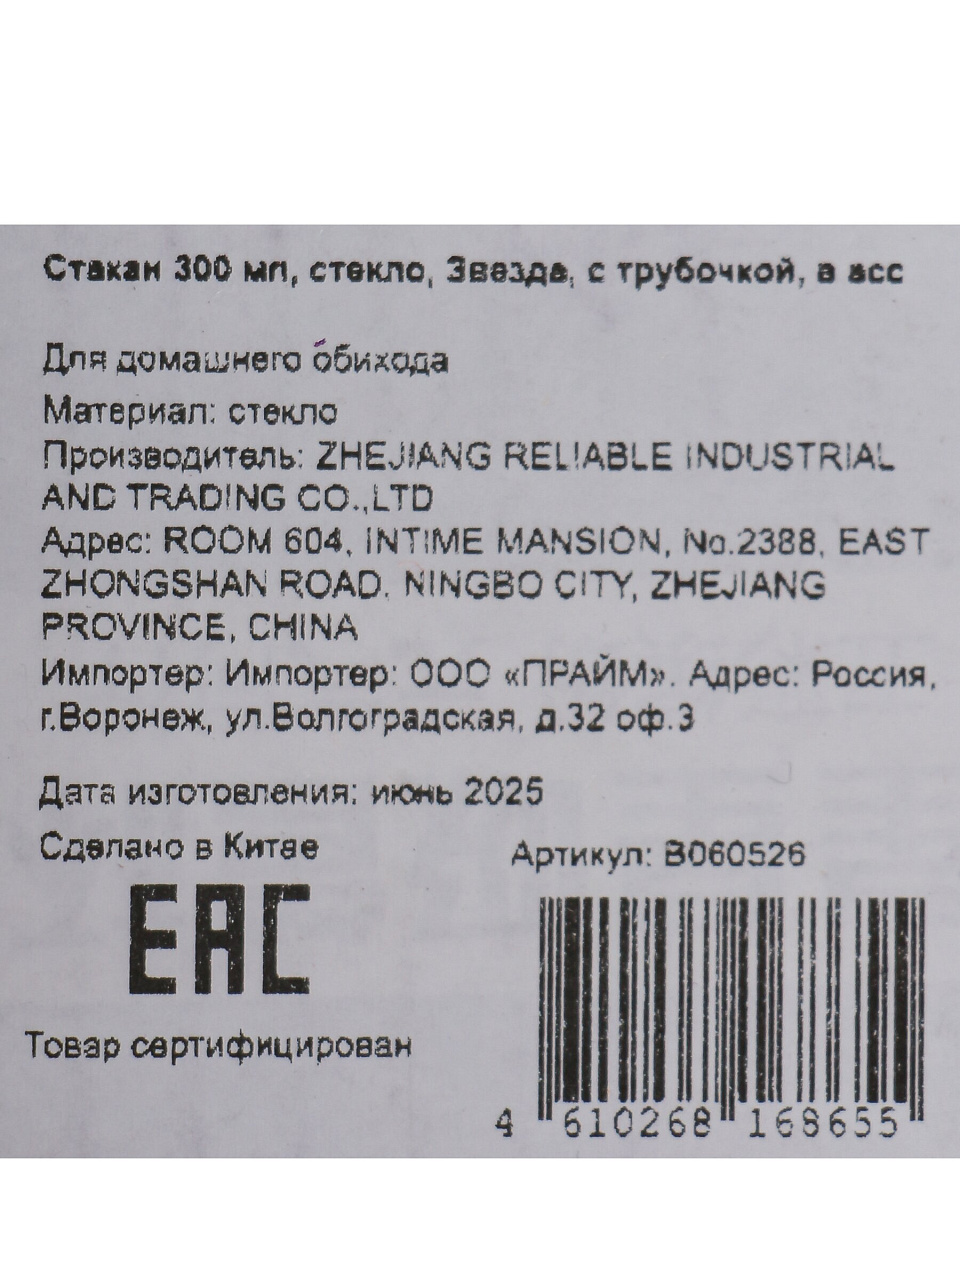 Стакан 300 мл, стекло, Звезда, с трубочкой, в асс
Для домашнего обихода
Материал: стекло
Производитель: ZHEJIANG RELIABLE INDUSTRIAL
AND TRADING CO.,LTD
Адрес: ROOM 604, INTIME MANSION, No.2388, EAST
ZHONGSHAN ROAD, NINGBO CITY, ZHEJIANG
PROVINCE, CHINA
Импортер: Импортер: ООО «ПРАЙМ». Адрес: Россия,
г.Воронеж, ул.Волгоградская, д.32 оф.3
Дата изготовления: июнь 2025
Сделано в Китае
Артикул: B060526
EAC
Товар сертифицирован
4 610268 168655